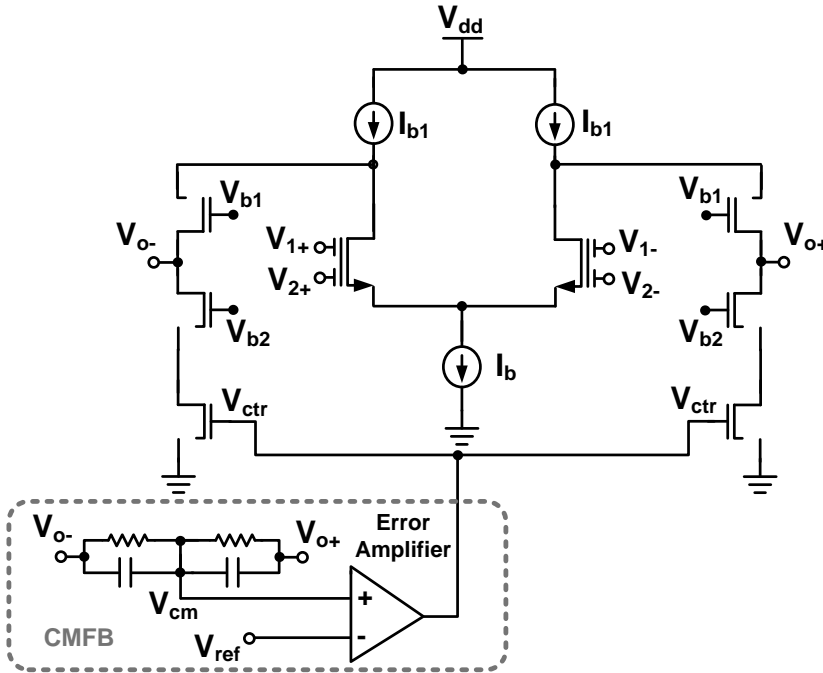 Vdd
Ib1
Ib1
Vb1
Vb1
Vo-
V1+
V1-
Vo+
V2+
V2-
Vb2
Vb2
Ib
Vctr
Vctr
Vo-
Vo+
Error
Amplifier
Vcm
+
CMFB
Vref
-